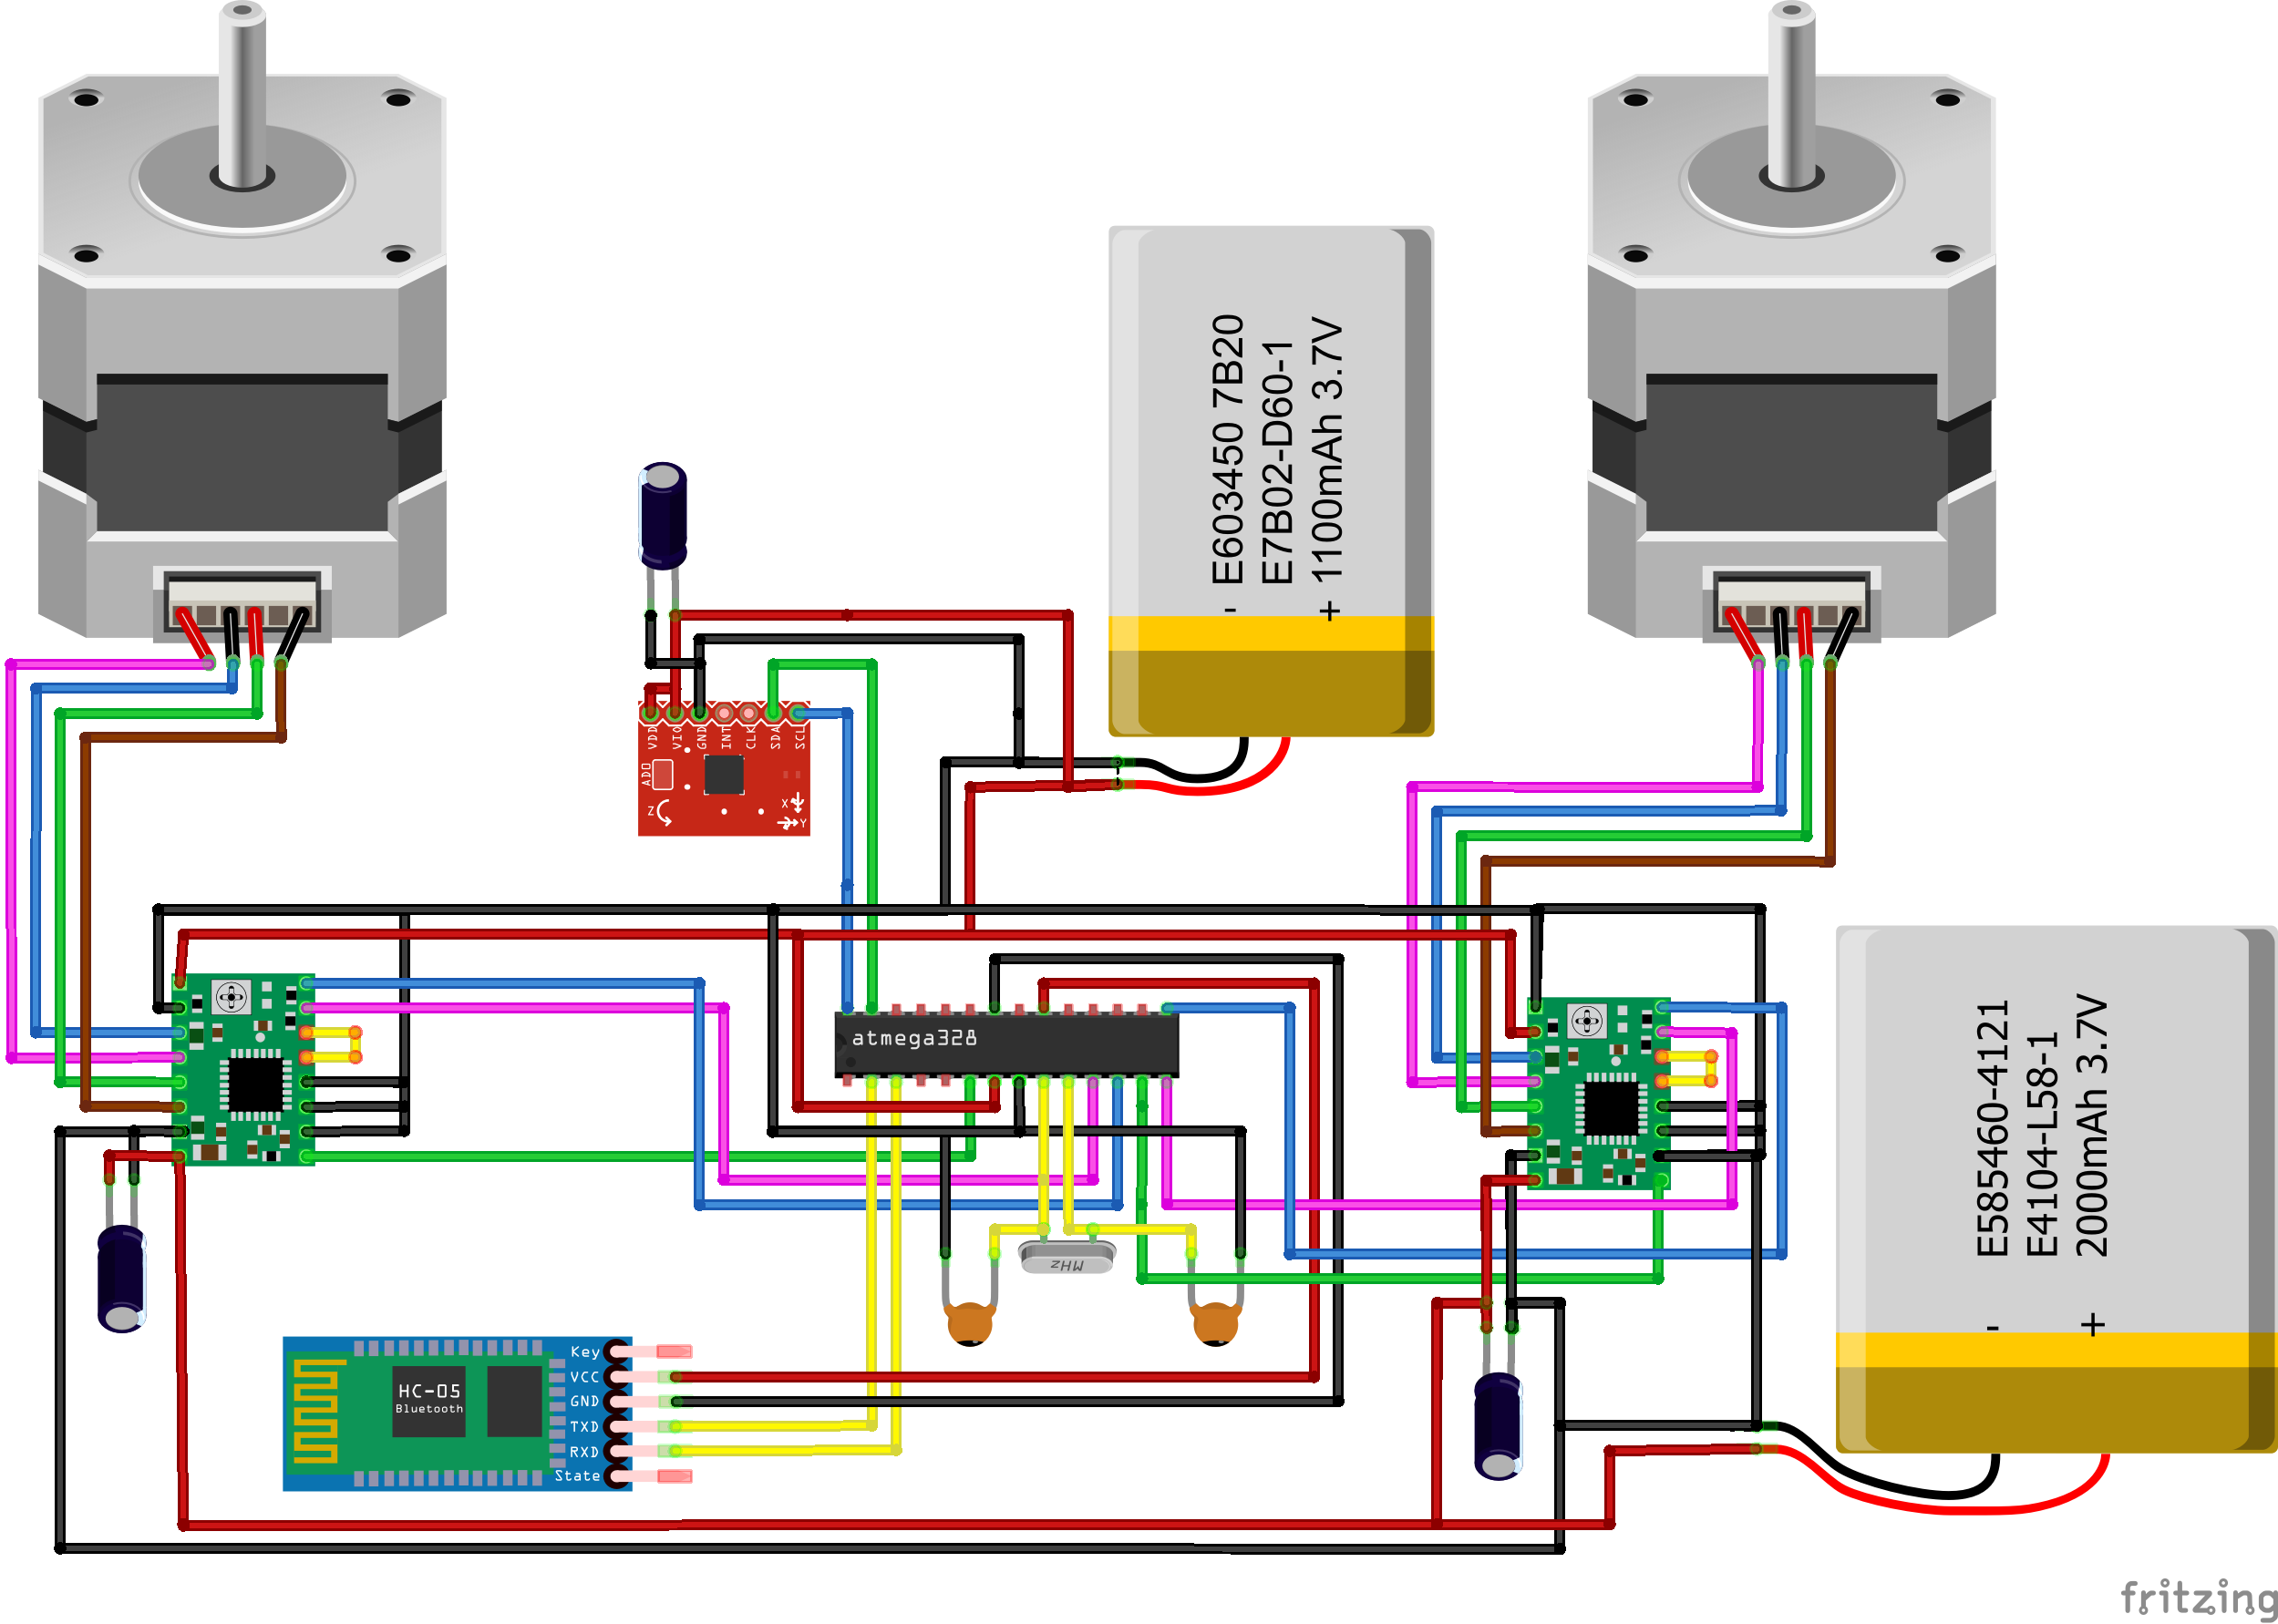 - E603450 7B20
E7B02-D60-1
+ 1100mAh 3.7V
VDD
VIO
GND
INT
CLK
SDA
SCL
AD0
Z
X
Y
atmega328
- E585460-4121
E4104-L58-1
+ 2000mAh 3.7V
MHz
HC-05
Bluetooth
Key
VCC
GND
TXD
RXD
State
fritzing